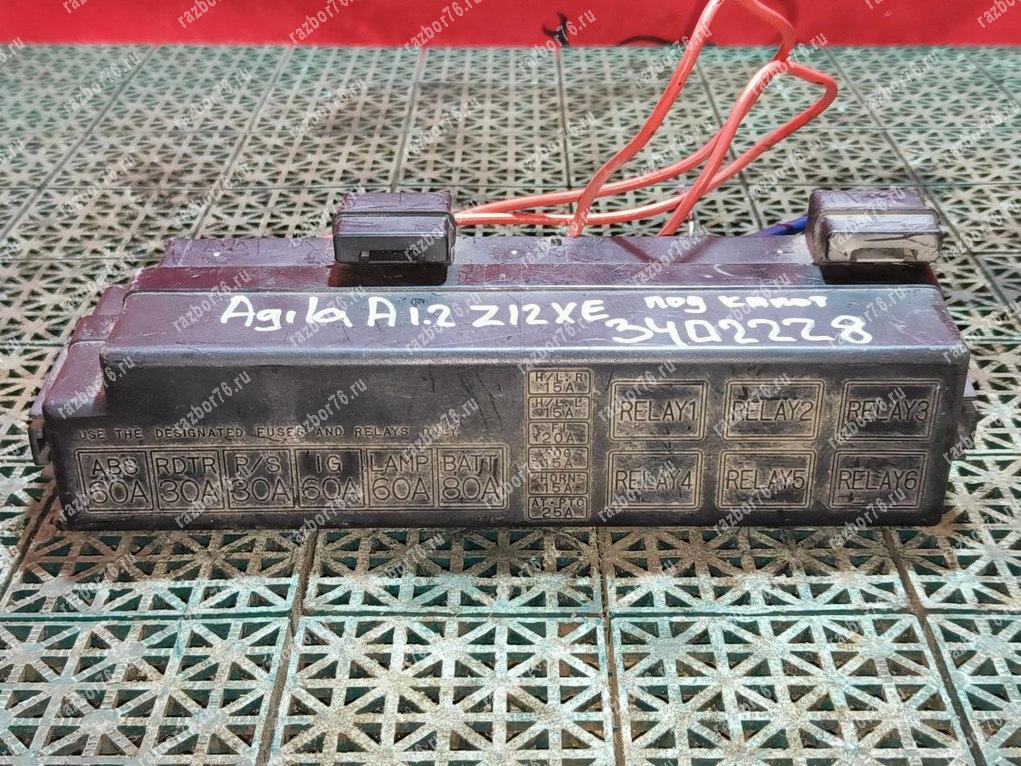 Agila A 1.2 Z12XE под капот
3402228
USE THE DESIGNATED FUSES AND RELAYS ONLY.
ABS 60A
RDTR 30A
R/S 30A
IG 60A
LAMP 60A
BATT 80A
H/L R 15A
H/L L 15A
FI 20A
15A
HORN 15A
25A
RELAY1
RELAY2
RELAY3
RELAY4
RELAY5
RELAY6
razbor76.ru